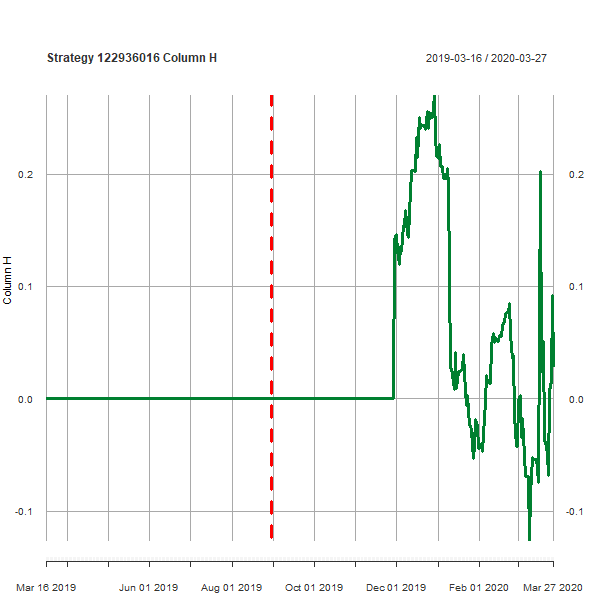 Strategy 122936016 Column H
2019-03-16 / 2020-03-27
Column H
0.2
0.2
0.1
0.1
0.0
0.0
-0.1
-0.1
Mar 16 2019
Jun 01 2019
Aug 01 2019
Oct 01 2019
Dec 01 2019
Feb 01 2020
Mar 27 2020